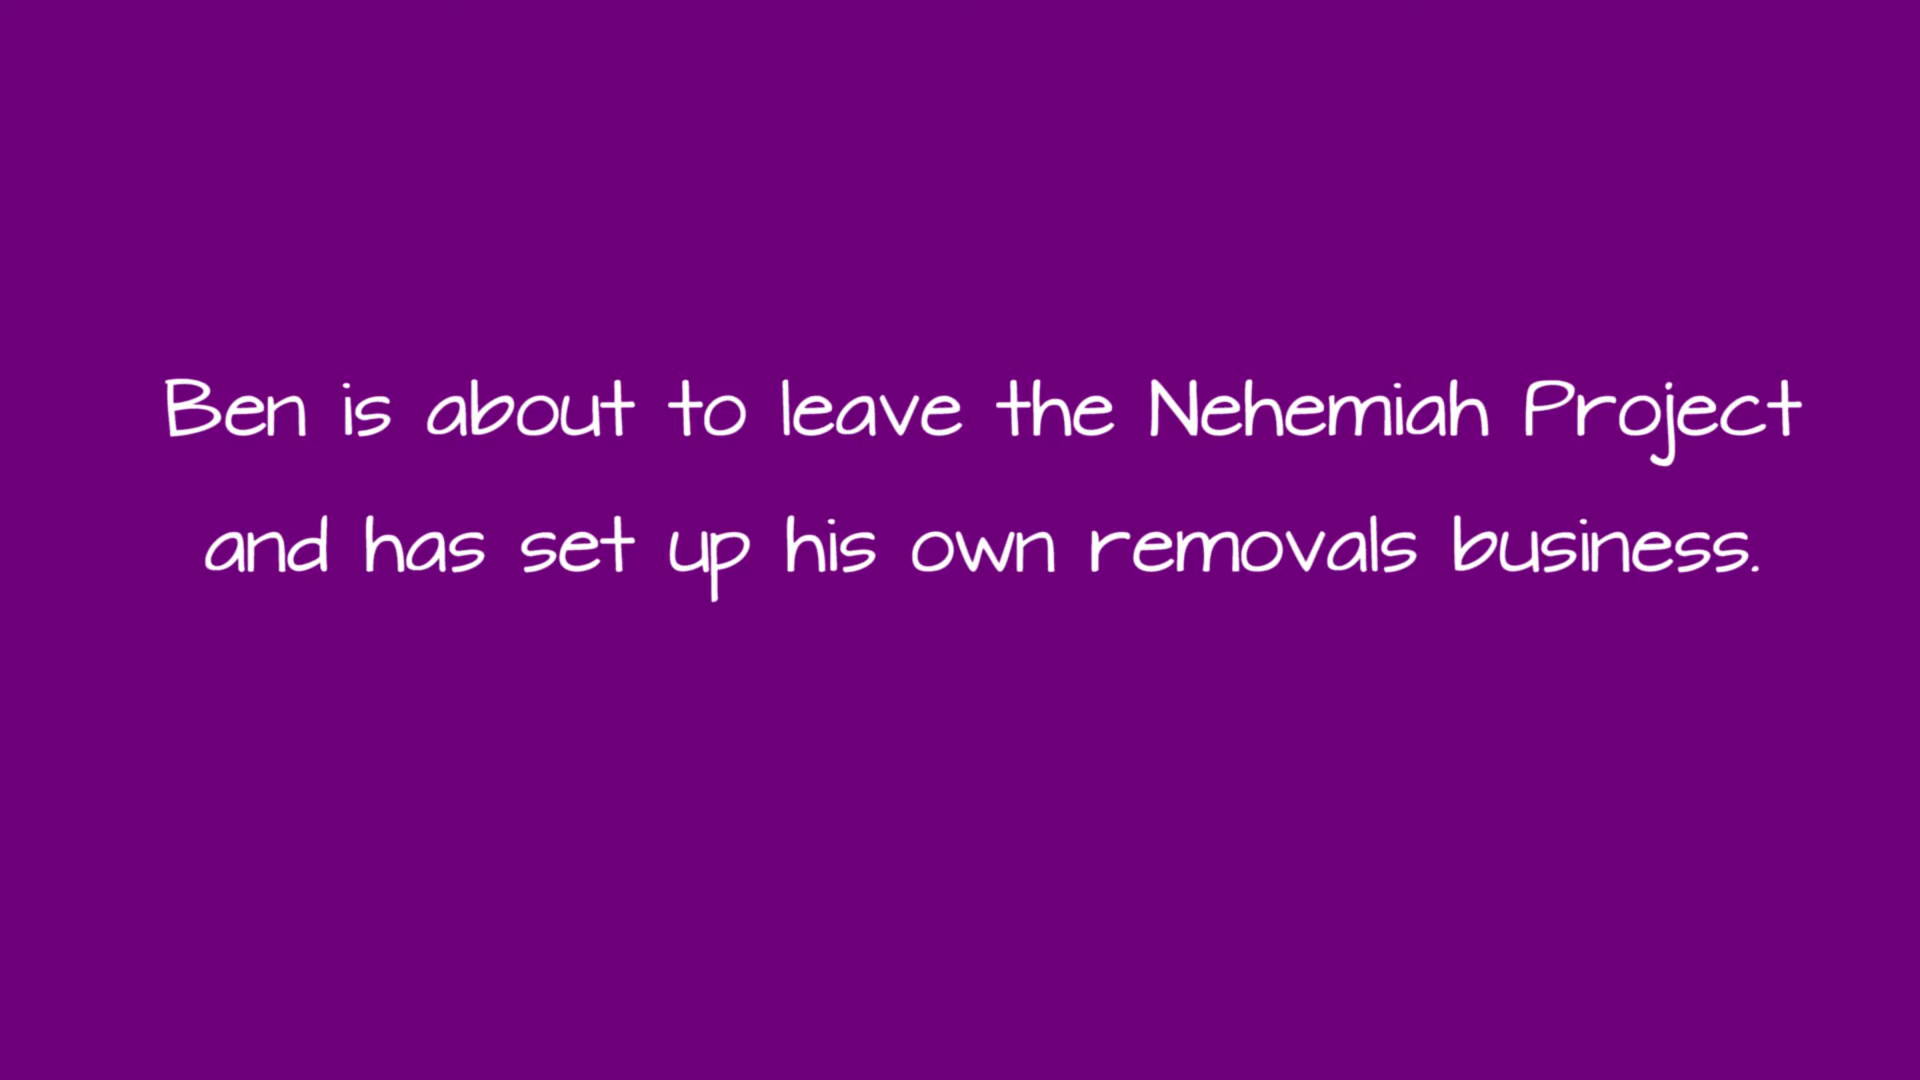 Ben is about to leave the Nehemiah Project
and has set up his own removals business.